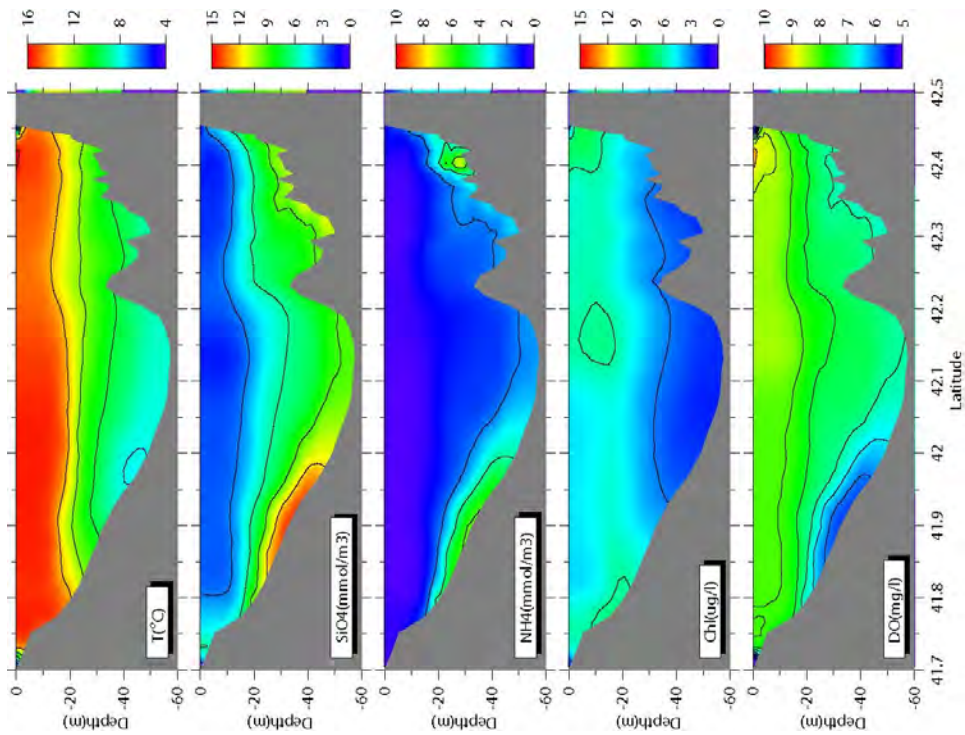 16 12 8 4
0 -20 -40 -60
Depth(m)
T(°C)
16 12 8 4 0
0 -20 -40 -60
Depth(m)
SiO4(mmol/m3)
10 8 6 4 2 0
0 -20 -40 -60
Depth(m)
NH4(mmol/m3)
15 12 9 6 3 0
0 -20 -40 -60
Depth(m)
Chl(ug/l)
10 9 8 7 6 5
0 -20 -40 -60
Depth(m)
DO(mg/l)
41.7 41.8 41.9 42 42.1 42.2 42.3 42.4 42.5
Latitude